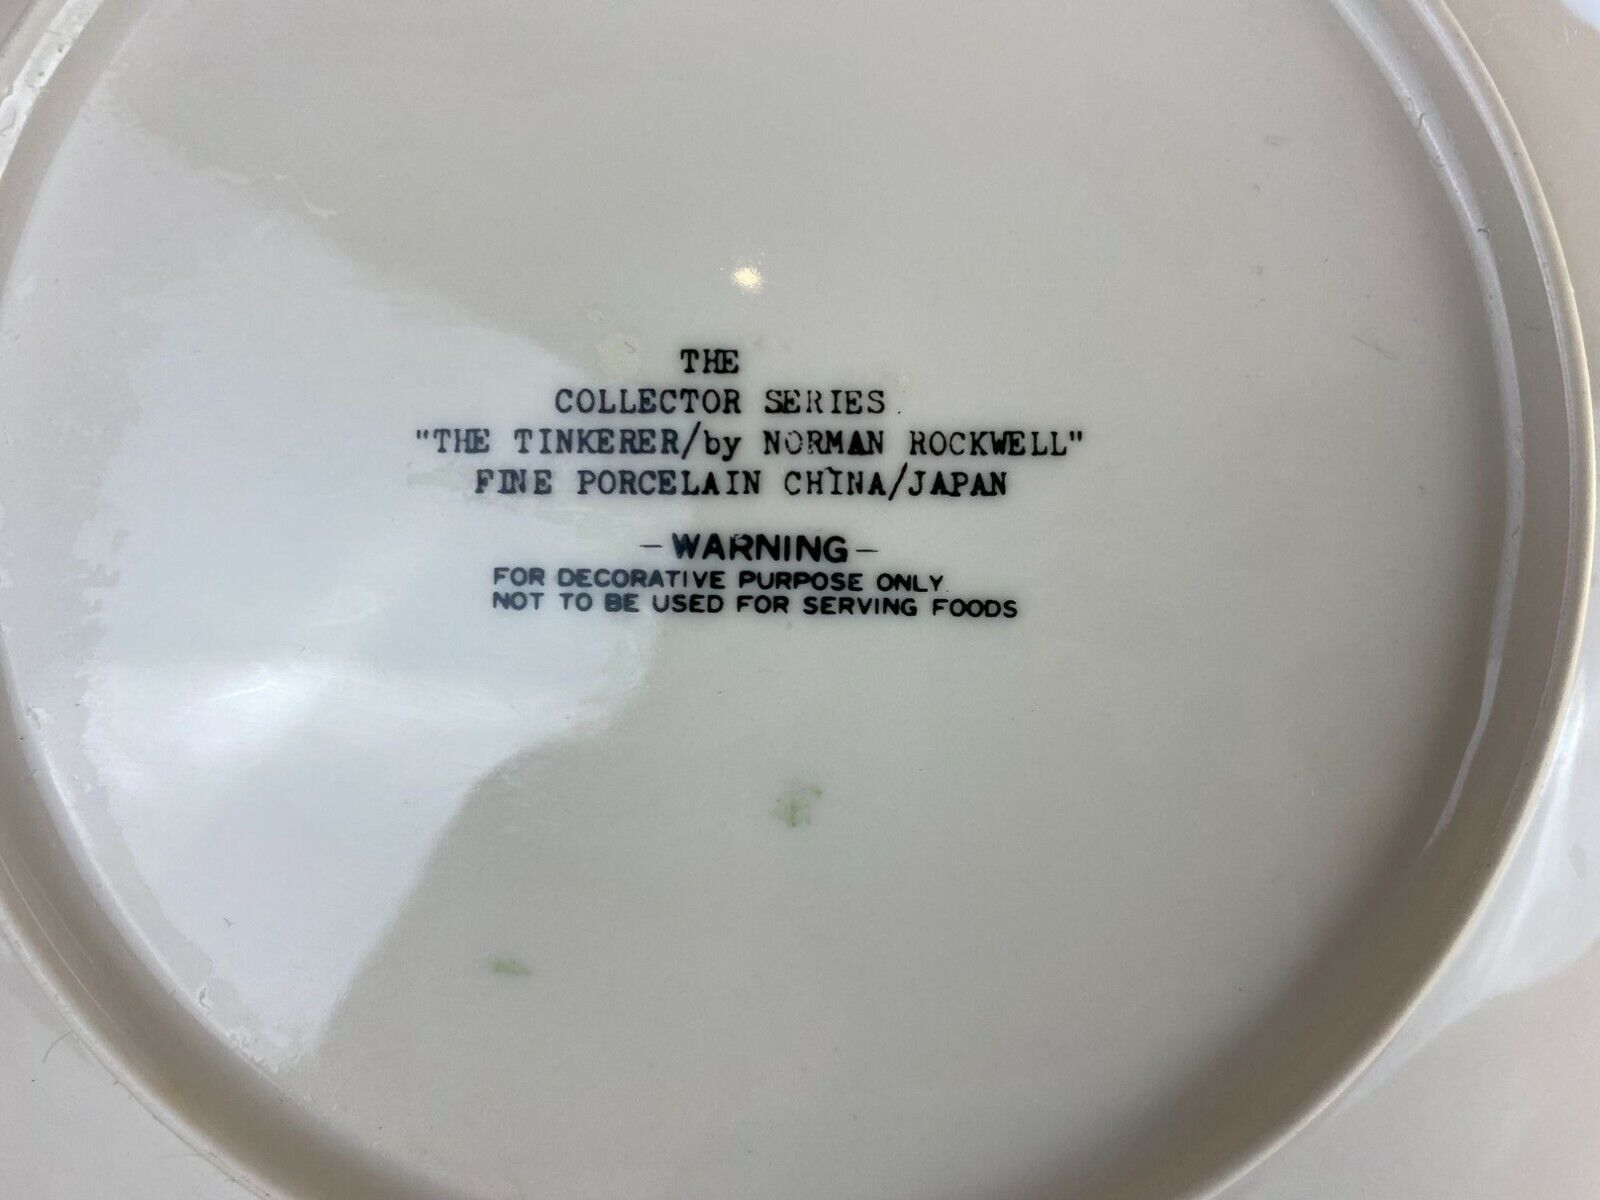 THE
COLLECTOR SERIES
"THE TINKERER/by NORMAN ROCKWELL"
FINE PORCELAIN CHINA/JAPAN
- WARNING -
FOR DECORATIVE PURPOSE ONLY
NOT TO BE USED FOR SERVING FOODS